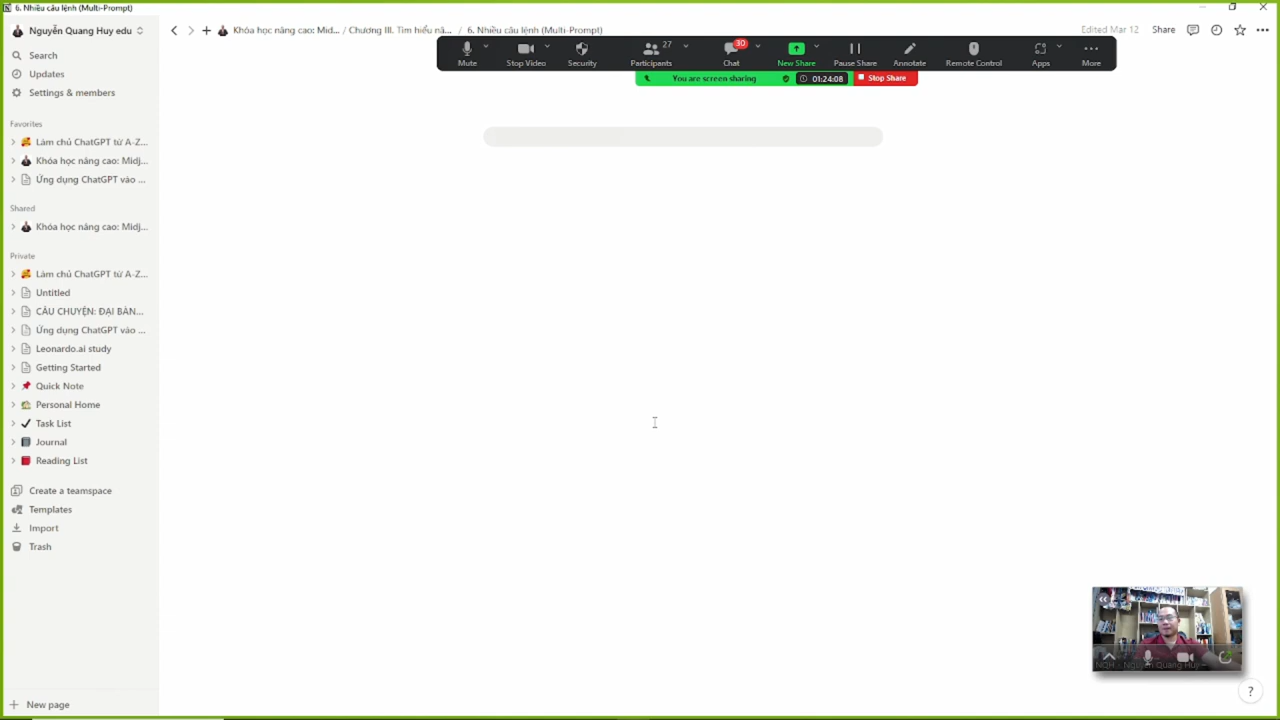 6. Nhiều câu lệnh (Multi-Prompt)
Nguyễn Quang Huy edu
Khóa học nâng cao: Mid... / Chương III. Tìm hiểu nâ... / 6. Nhiều câu lệnh (Multi-Prompt)
Edited Mar 12
Share
27
30
Mute
Stop Video
Security
Participants
Chat
New Share
Pause Share
Annotate
Remote Control
Apps
More
You are screen sharing
01:24:08
Stop Share
Search
Updates
Settings & members
Favorites
Làm chủ ChatGPT từ A-Z...
Khóa học nâng cao: Midj...
Ứng dụng ChatGPT vào ...
Shared
Khóa học nâng cao: Midj...
Private
Làm chủ ChatGPT từ A-Z...
Untitled
CÂU CHUYỆN: ĐẠI BÀN...
Ứng dụng ChatGPT vào ...
Leonardo.ai study
Getting Started
Quick Note
Personal Home
Task List
Journal
Reading List
Create a teamspace
Templates
Import
Trash
NQH - Nguyễn Quang Huy
New page
?